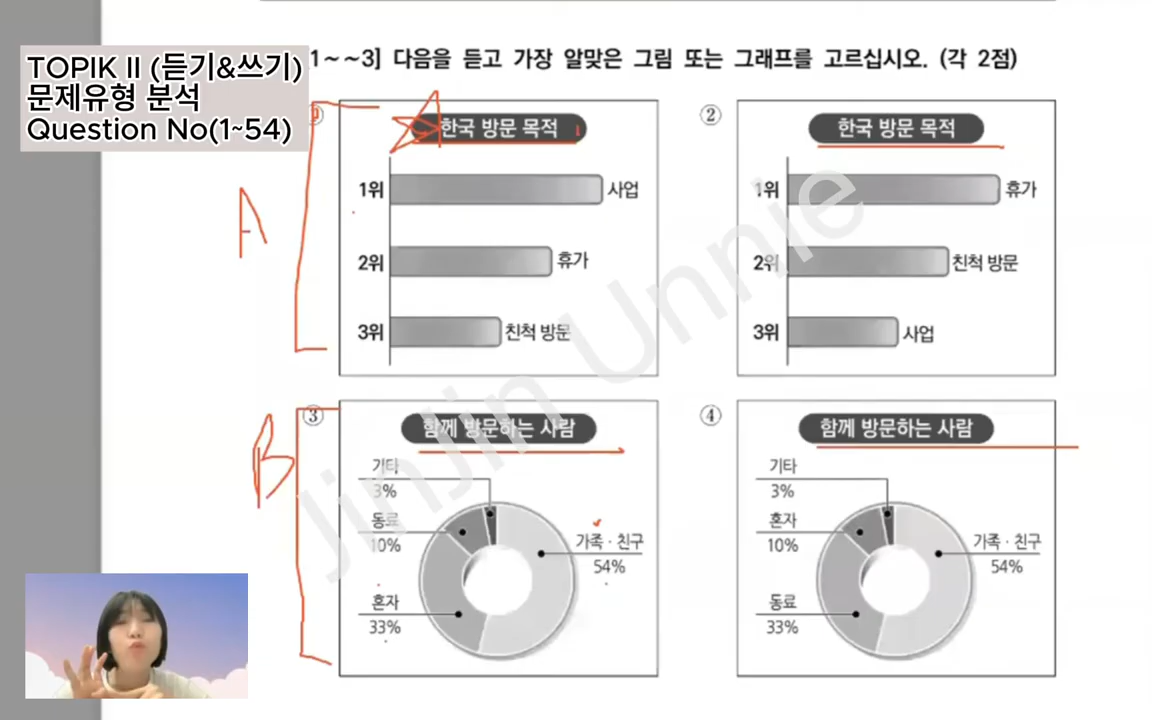 TOPIK II (듣기&쓰기)
문제유형 분석
Question No(1~54)
1~~3] 다음을 듣고 가장 알맞은 그림 또는 그래프를 고르십시오. (각 2점)
A
①
한국 방문 목적
1위 사업
2위 휴가
3위 친척 방문
②
한국 방문 목적
1위 휴가
2위 친척 방문
3위 사업
B
③
함께 방문하는 사람
기타
3%
동료
10%
혼자
33%
가족·친구
54%
④
함께 방문하는 사람
기타
3%
혼자
10%
동료
33%
가족·친구
54%
JinJin Unnie